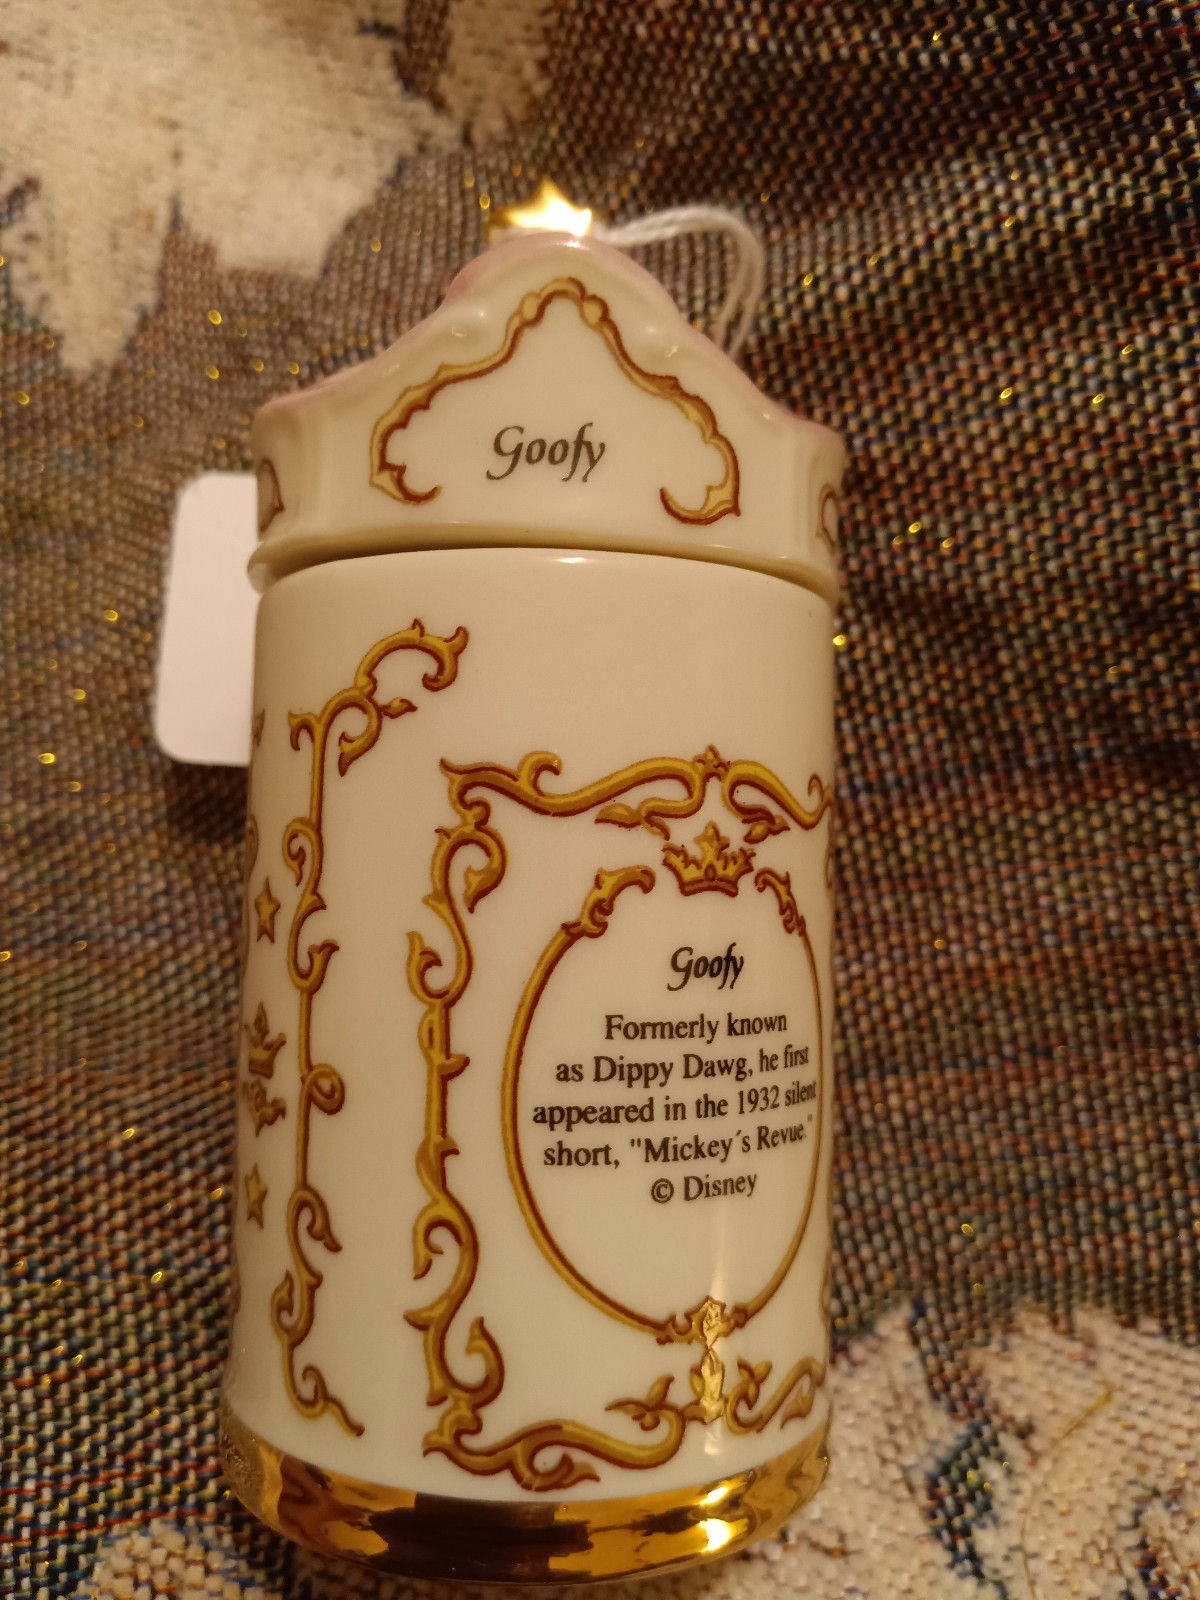 Goofy
Goofy
Formerly known
as Dippy Dawg, he first
appeared in the 1932 silent
short, "Mickey´s Revue."
© Disney